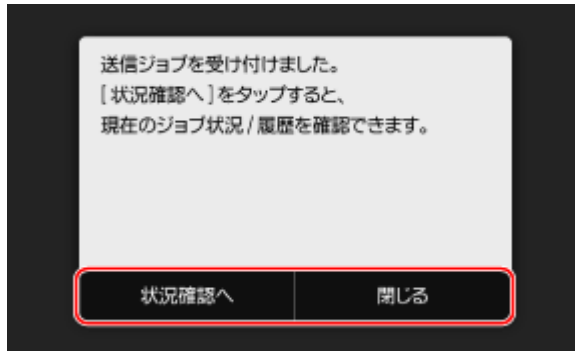 送信ジョブを受け付けました。
[状況確認へ]をタップすると、
現在のジョブ状況/履歴を確認できます。
状況確認へ
閉じる